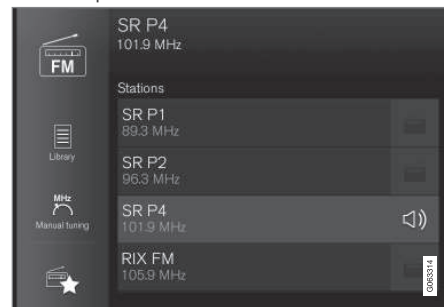 SR P4
101.9 MHz
FM
Stations
SR P1
89.3 MHz
Library
SR P2
96.3 MHz
MHz
Manual tuning
SR P4
101.9 MHz
RIX FM
105.9 MHz
G063314